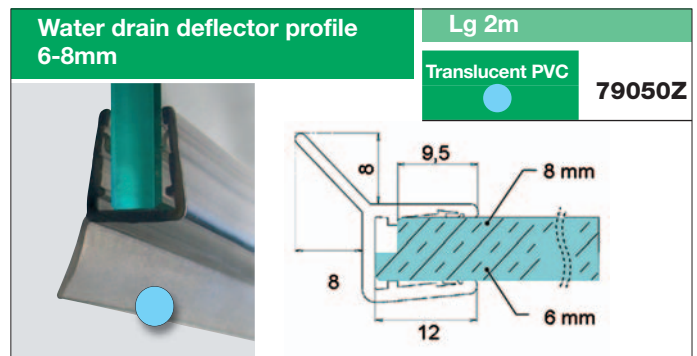 Water drain deflector profile
6-8mm
Lg 2m
Translucent PVC
79050Z
8
9,5
8 mm
8
12
6 mm